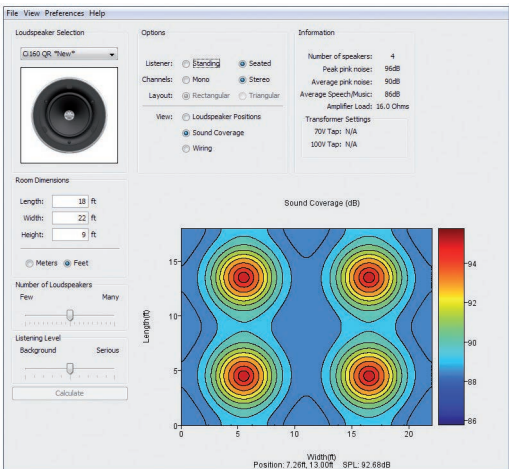 File View Preferences Help
Loudspeaker Selection
Ci160 QR *New*
Options
Listener: Standing Seated
Channels: Mono Stereo
Layout: Rectangular Triangular
View: Loudspeaker Positions
Sound Coverage
Wiring
Information
Number of speakers: 4
Peak pink noise: 96dB
Average pink noise: 90dB
Average Speech/Music: 86dB
Amplifier Load: 16.0 Ohms
Transformer Settings
70V Tap: N/A
100V Tap: N/A
Room Dimensions
Length: 18 ft
Width: 22 ft
Height: 9 ft
Meters Feet
Number of Loudspeakers
Few Many
Listening Level
Background Serious
Calculate
Sound Coverage (dB)
Length(ft)
15
10
5
0
0 5 10 15 20
Width(ft)
94
92
90
88
86
Position: 7.26ft, 13.00ft SPL: 92.68dB